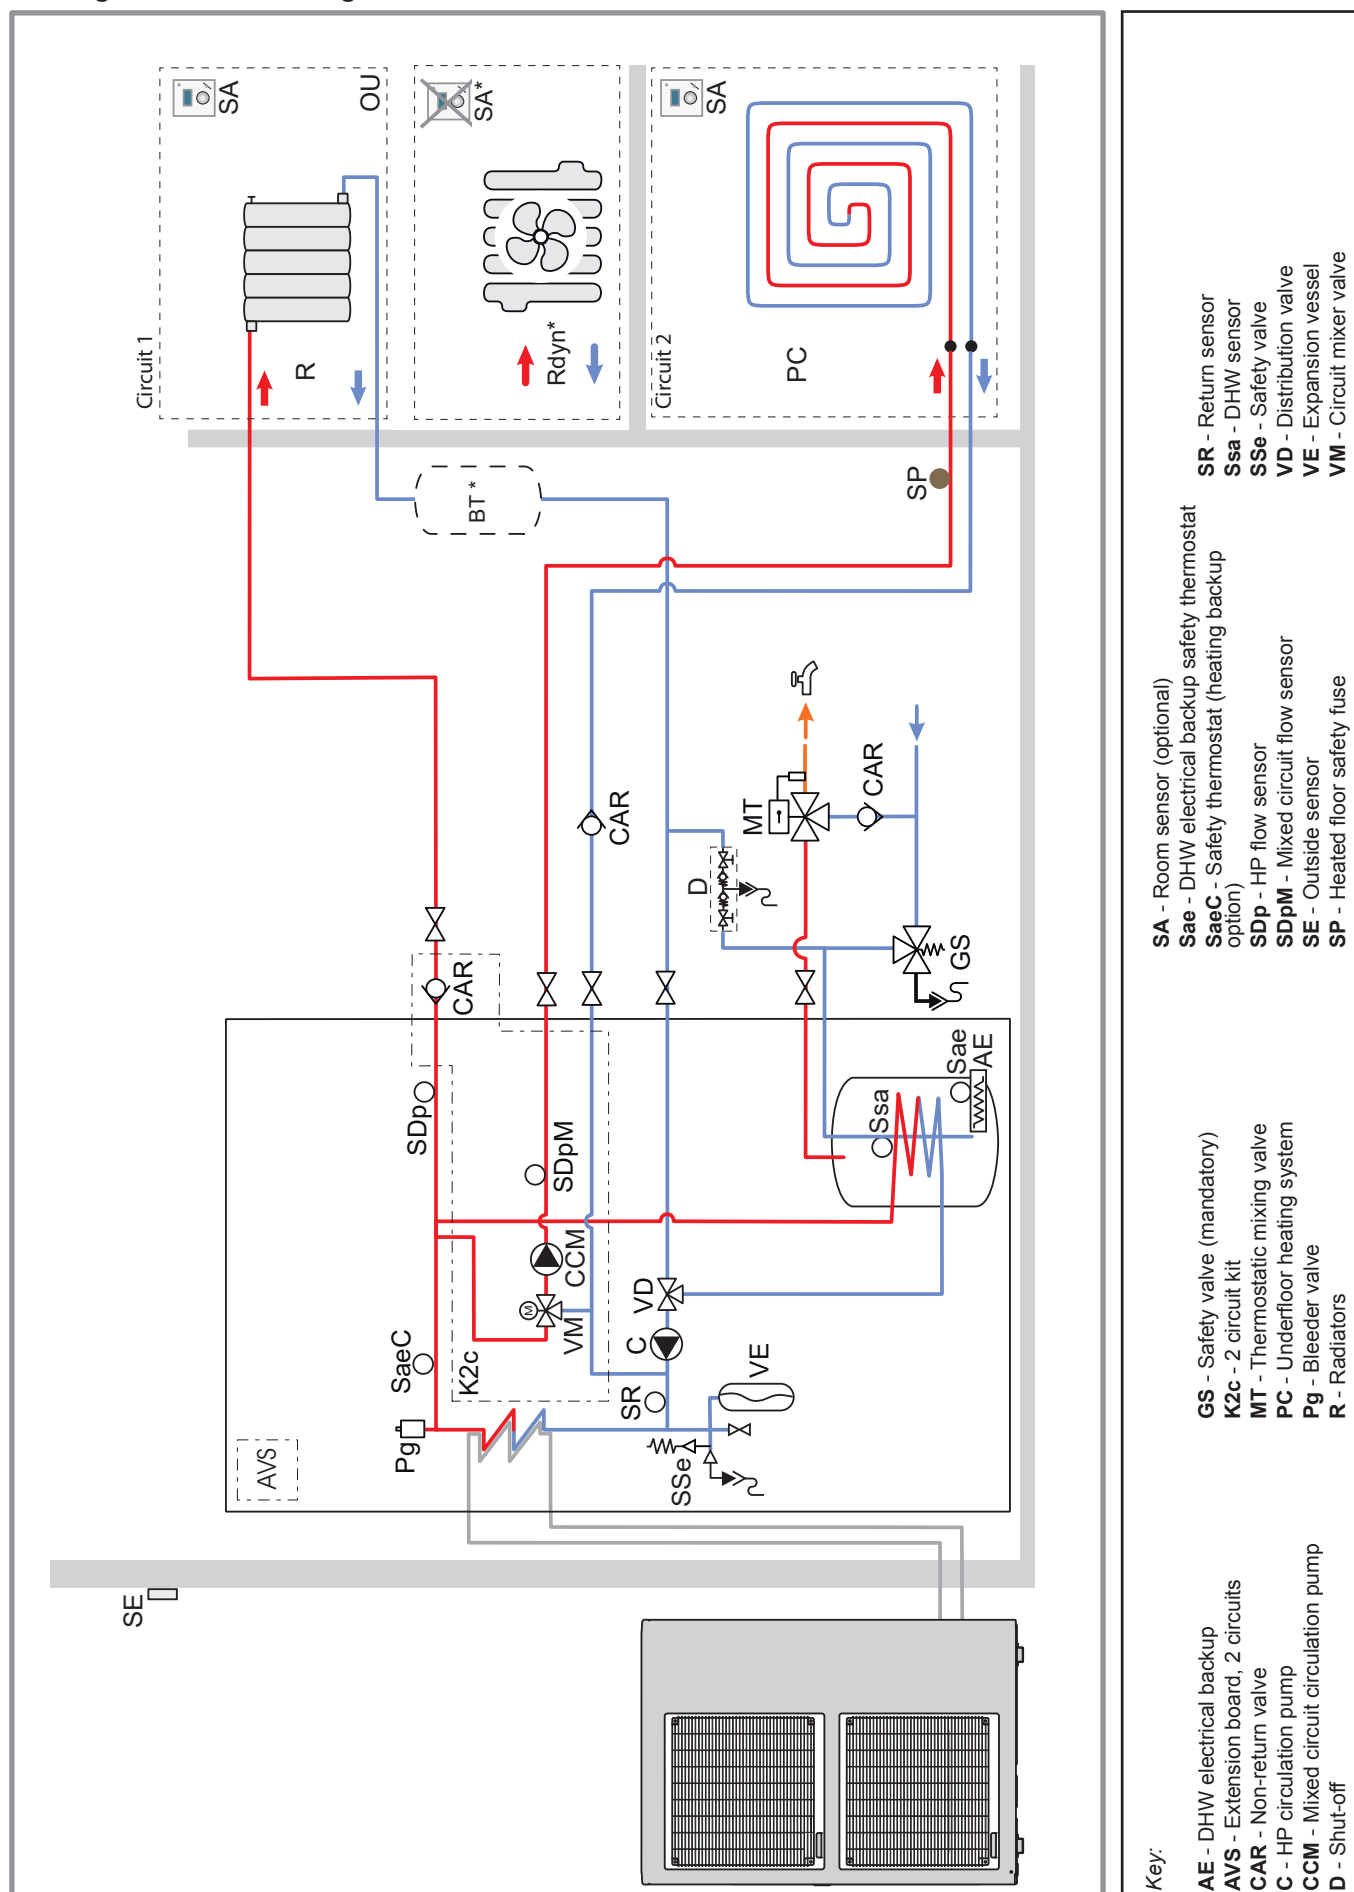 Circuit 1
SA
OU
R
SA*
Rdyn*
Circuit 2
SA
PC
BT *
SP
CAR
MT
CAR
D
GS
CAR
SDp
SDpM
Ssa
Sae
AE
CCM
VM
VD
C
M
SaeC
K2c
SR
VE
Pg
SSe
AVS
SE
Key:
AE - DHW electrical backup
AVS - Extension board, 2 circuits
CAR - Non-return valve
C - HP circulation pump
CCM - Mixed circuit circulation pump
D - Shut-off
GS - Safety valve (mandatory)
K2c - 2 circuit kit
MT - Thermostatic mixing valve
PC - Underfloor heating system
Pg - Bleeder valve
R - Radiators
SA - Room sensor (optional)
Sae - DHW electrical backup safety thermostat
SaeC - Safety thermostat (heating backup
option)
SDp - HP flow sensor
SDpM - Mixed circuit flow sensor
SE - Outside sensor
SP - Heated floor safety fuse
SR - Return sensor
Ssa - DHW sensor
SSe - Safety valve
VD - Distribution valve
VE - Expansion vessel
VM - Circuit mixer valve